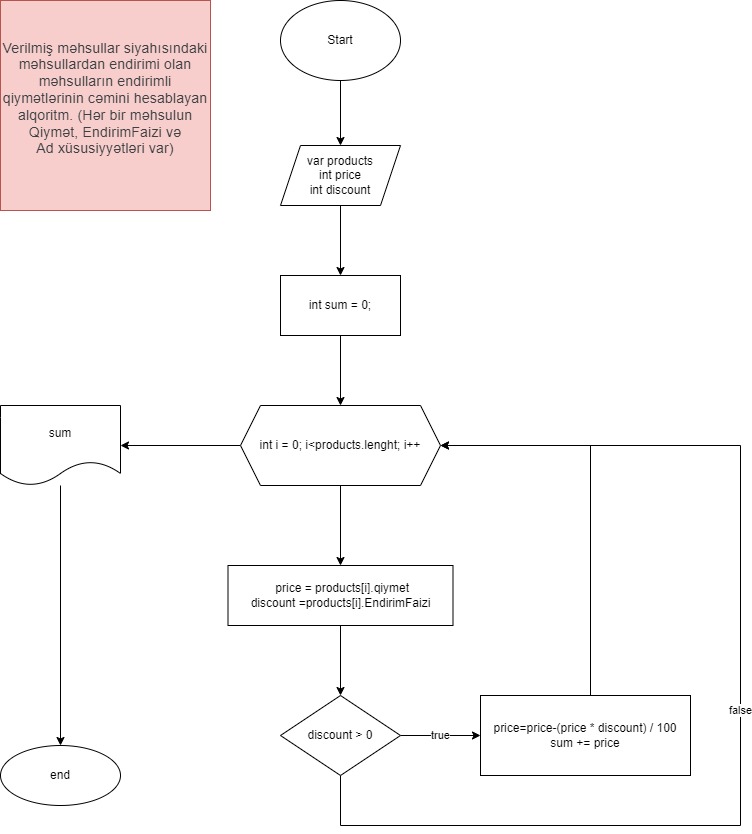 Verilmiş məhsullar siyahısındaki
məhsullardan endirimi olan
məhsulların endirimli
qiymətlərinin cəmini hesablayan
alqoritm. (Hər bir məhsulun
Qiymət, EndirimFaizi və
Ad xüsusiyyətləri var)
Start
var products
int price
int discount
int sum = 0;
sum
int i = 0; i<products.lenght; i++
price = products[i].qiymet
discount =products[i].EndirimFaizi
discount > 0
true
price=price-(price * discount) / 100
sum += price
false
end